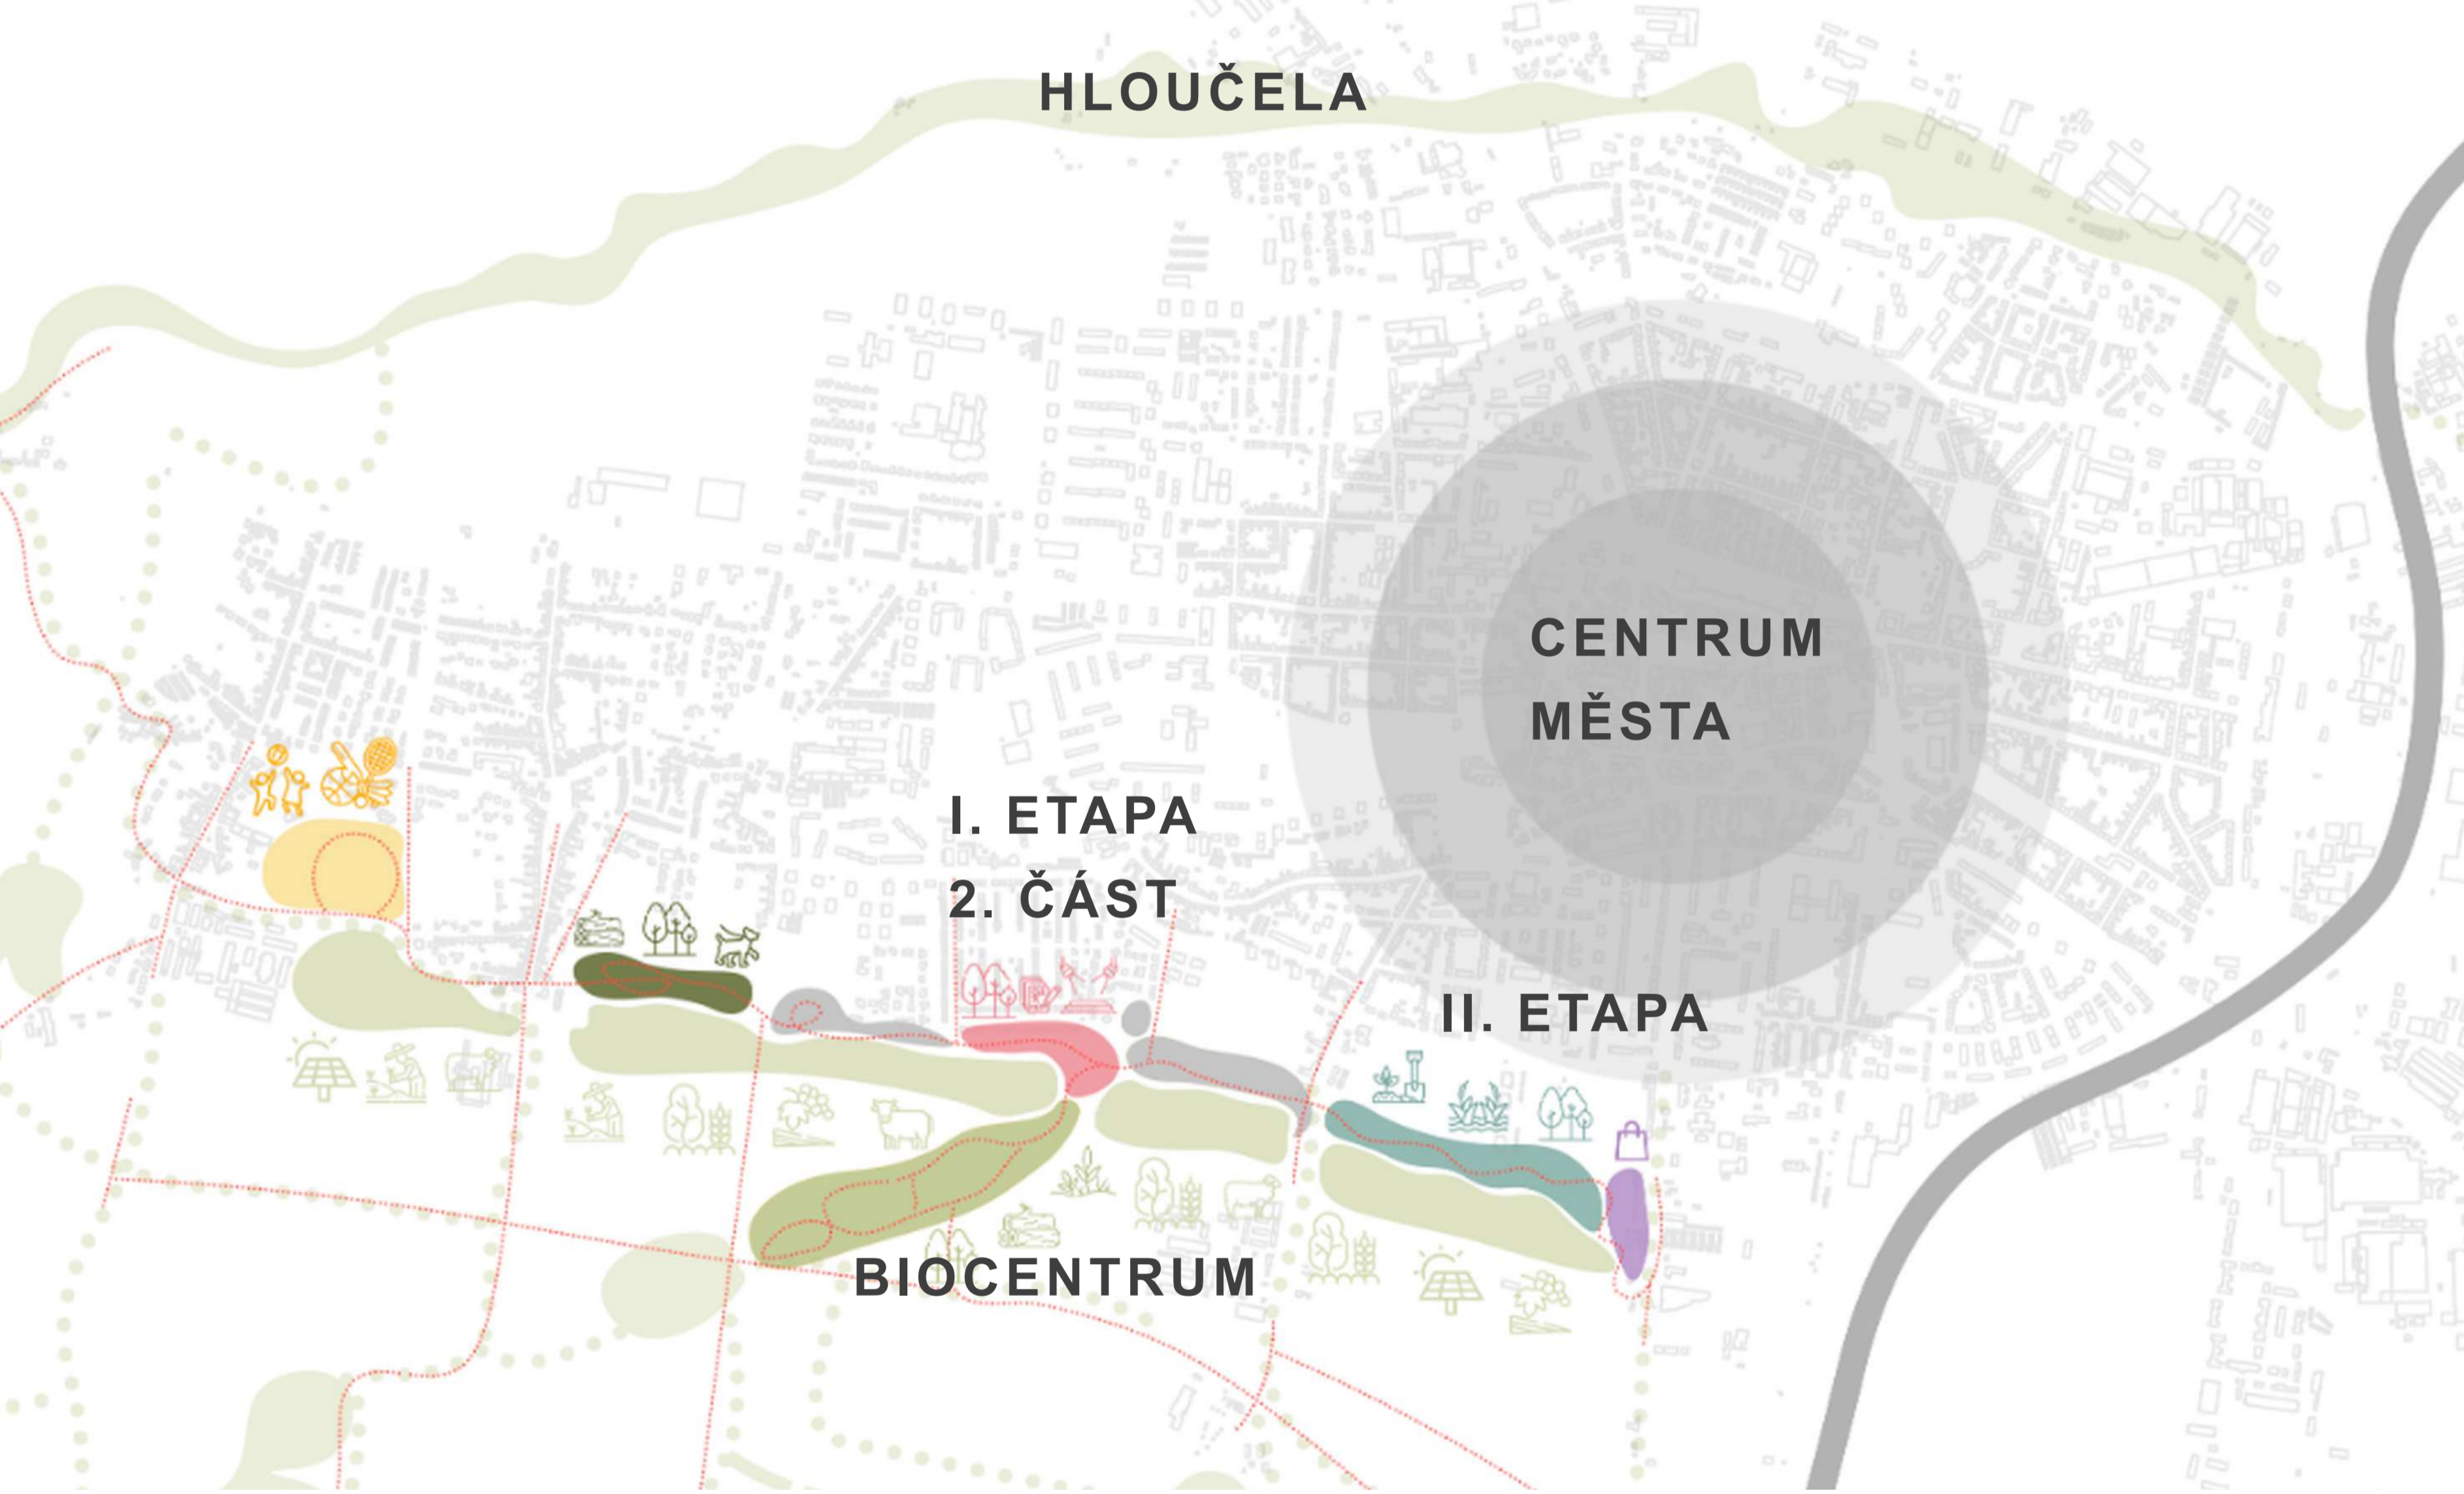 HLOUČELA
CENTRUM
MĚSTA
I. ETAPA
2. ČÁST
II. ETAPA
BIOCENTRUM